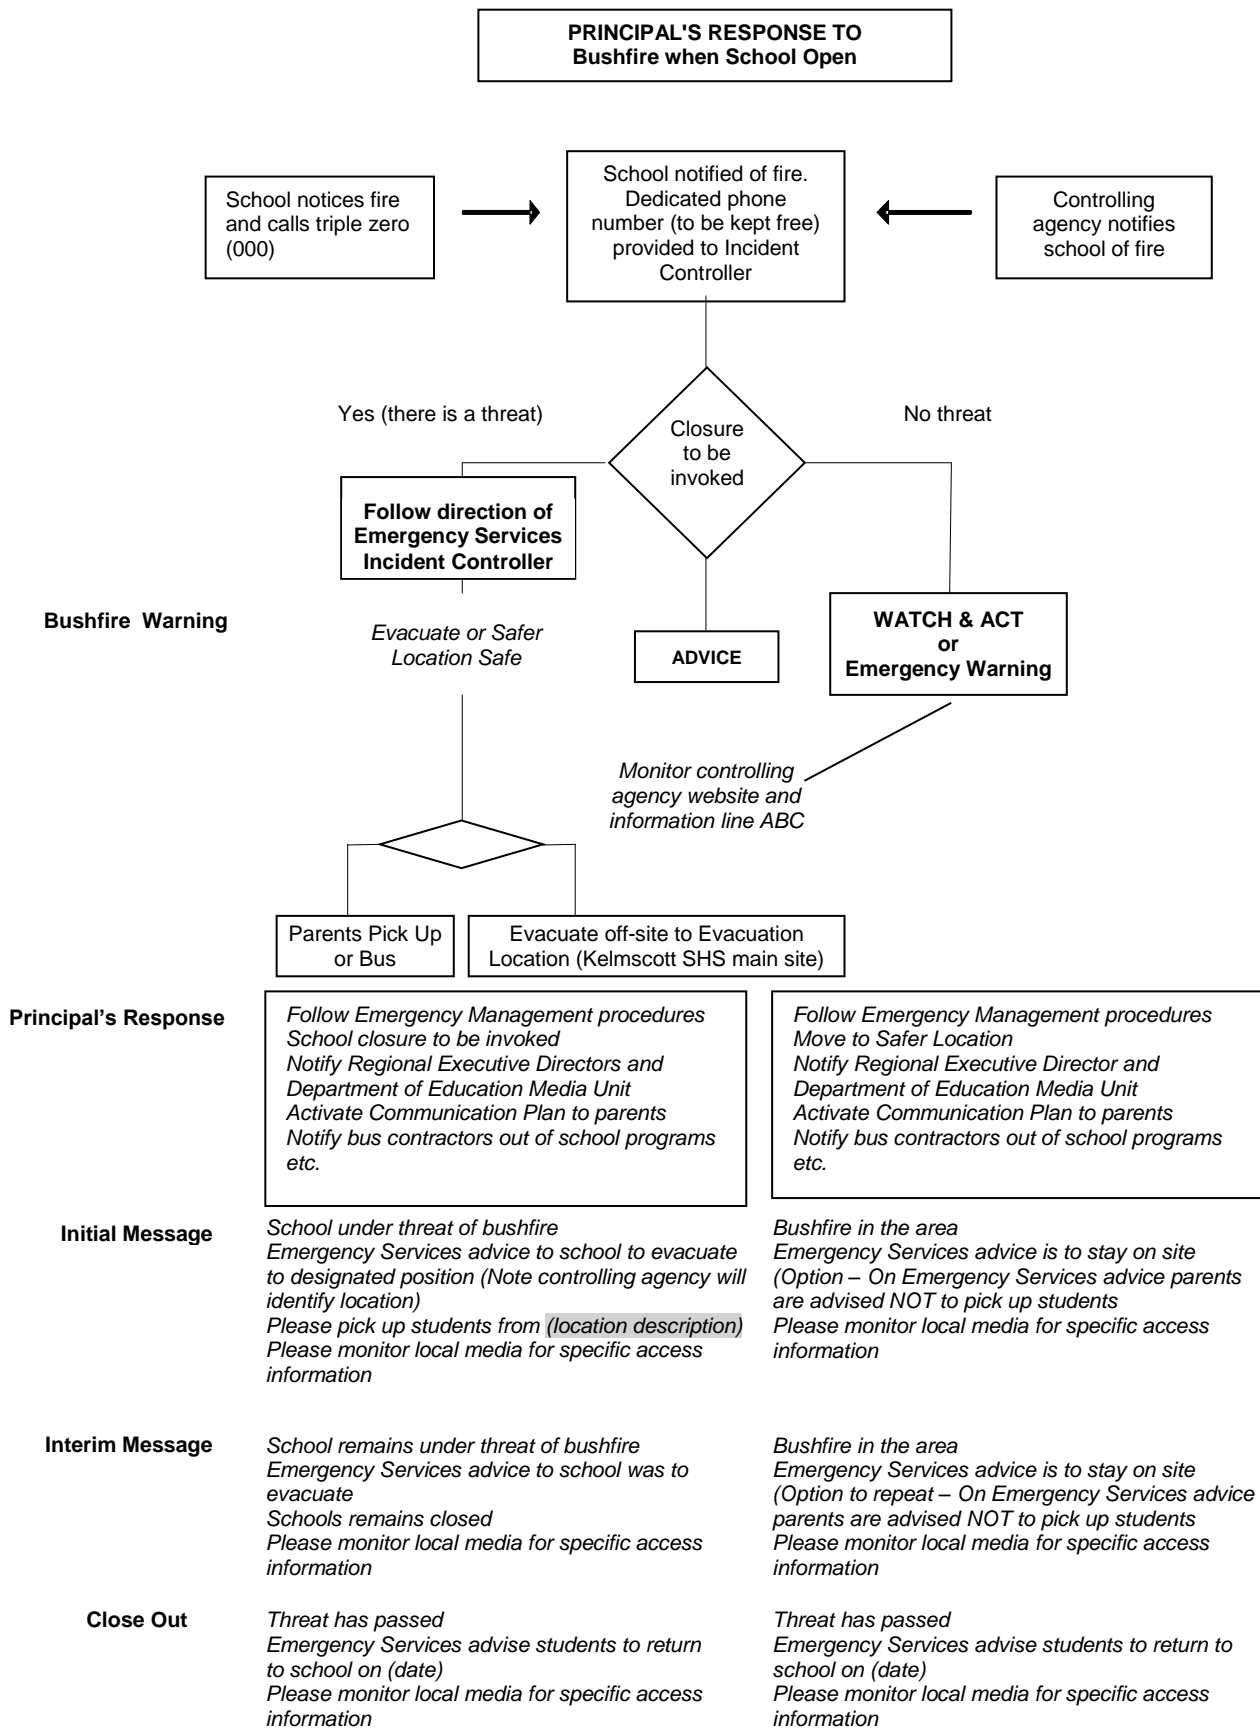 PRINCIPAL'S RESPONSE TO
Bushfire when School Open
School notices fire
and calls triple zero
(000)
School notified of fire.
Dedicated phone
number (to be kept free)
provided to Incident
Controller
Controlling
agency notifies
school of fire
Yes (there is a threat)
Closure
to be
invoked
No threat
Follow direction of
Emergency Services
Incident Controller
Bushfire Warning
Evacuate or Safer
Location Safe
ADVICE
WATCH & ACT
or
Emergency Warning
Monitor controlling
agency website and
information line ABC
Parents Pick Up
or Bus
Evacuate off-site to Evacuation
Location (Kelmscott SHS main site)
Principal's Response
Follow Emergency Management procedures
School closure to be invoked
Notify Regional Executive Directors and
Department of Education Media Unit
Activate Communication Plan to parents
Notify bus contractors out of school programs
etc.
Follow Emergency Management procedures
Move to Safer Location
Notify Regional Executive Director and
Department of Education Media Unit
Activate Communication Plan to parents
Notify bus contractors out of school programs
etc.
Initial Message
School under threat of bushfire
Emergency Services advice to school to evacuate
to designated position (Note controlling agency will
identify location)
Please pick up students from (location description)
Please monitor local media for specific access
information
Bushfire in the area
Emergency Services advice is to stay on site
(Option – On Emergency Services advice parents
are advised NOT to pick up students
Please monitor local media for specific access
information
Interim Message
School remains under threat of bushfire
Emergency Services advice to school was to
evacuate
Schools remains closed
Please monitor local media for specific access
information
Bushfire in the area
Emergency Services advice is to stay on site
(Option to repeat – On Emergency Services advice
parents are advised NOT to pick up students
Please monitor local media for specific access
information
Close Out
Threat has passed
Emergency Services advise students to return
to school on (date)
Please monitor local media for specific access
information
Threat has passed
Emergency Services advise students to return to
school on (date)
Please monitor local media for specific access
information